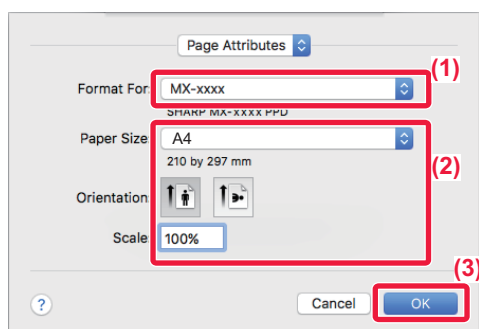 Page Attributes
(1)
Format For: MX-xxxx
SHARP MX-xxxx PPD
Paper Size: A4
210 by 297 mm
(2)
Orientation:
Scale: 100%
(3)
? Cancel OK